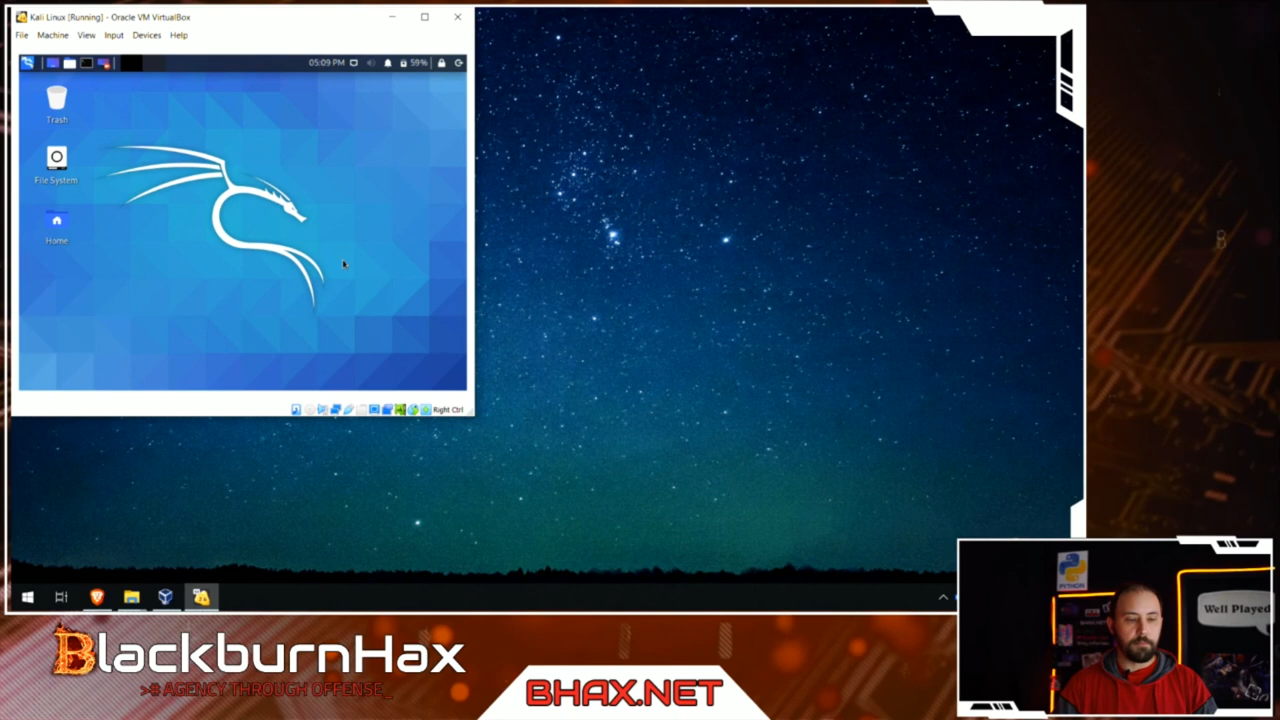 Kali Linux [Running] - Oracle VM VirtualBox
File Machine View Input Devices Help
05:09 PM 59%
Trash
File System
Home
Right Ctrl
PYTHON
Well Played
BlackburnHax
># AGENCY THROUGH OFFENSE_
BHAX.NET